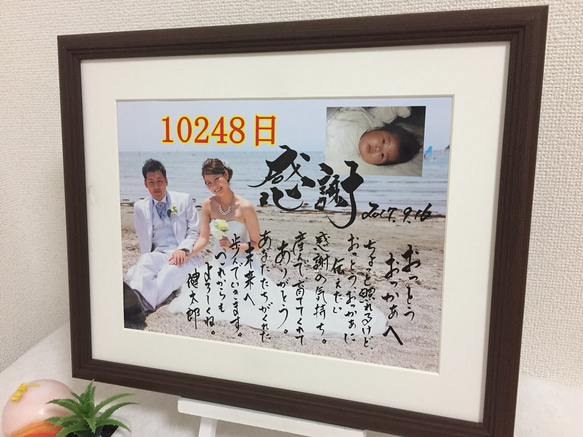 10248日
感謝
2017.9.16
おっとう
おっかあへ
ちょっと照れるけど、
おっとう、おっかあに
伝えたい
感謝の気持ち。
産んで、育ててくれて
ありがとう。
あなたたちがくれた
未来へ
歩んでいきます。
これからも
よろしくね。
健太郎